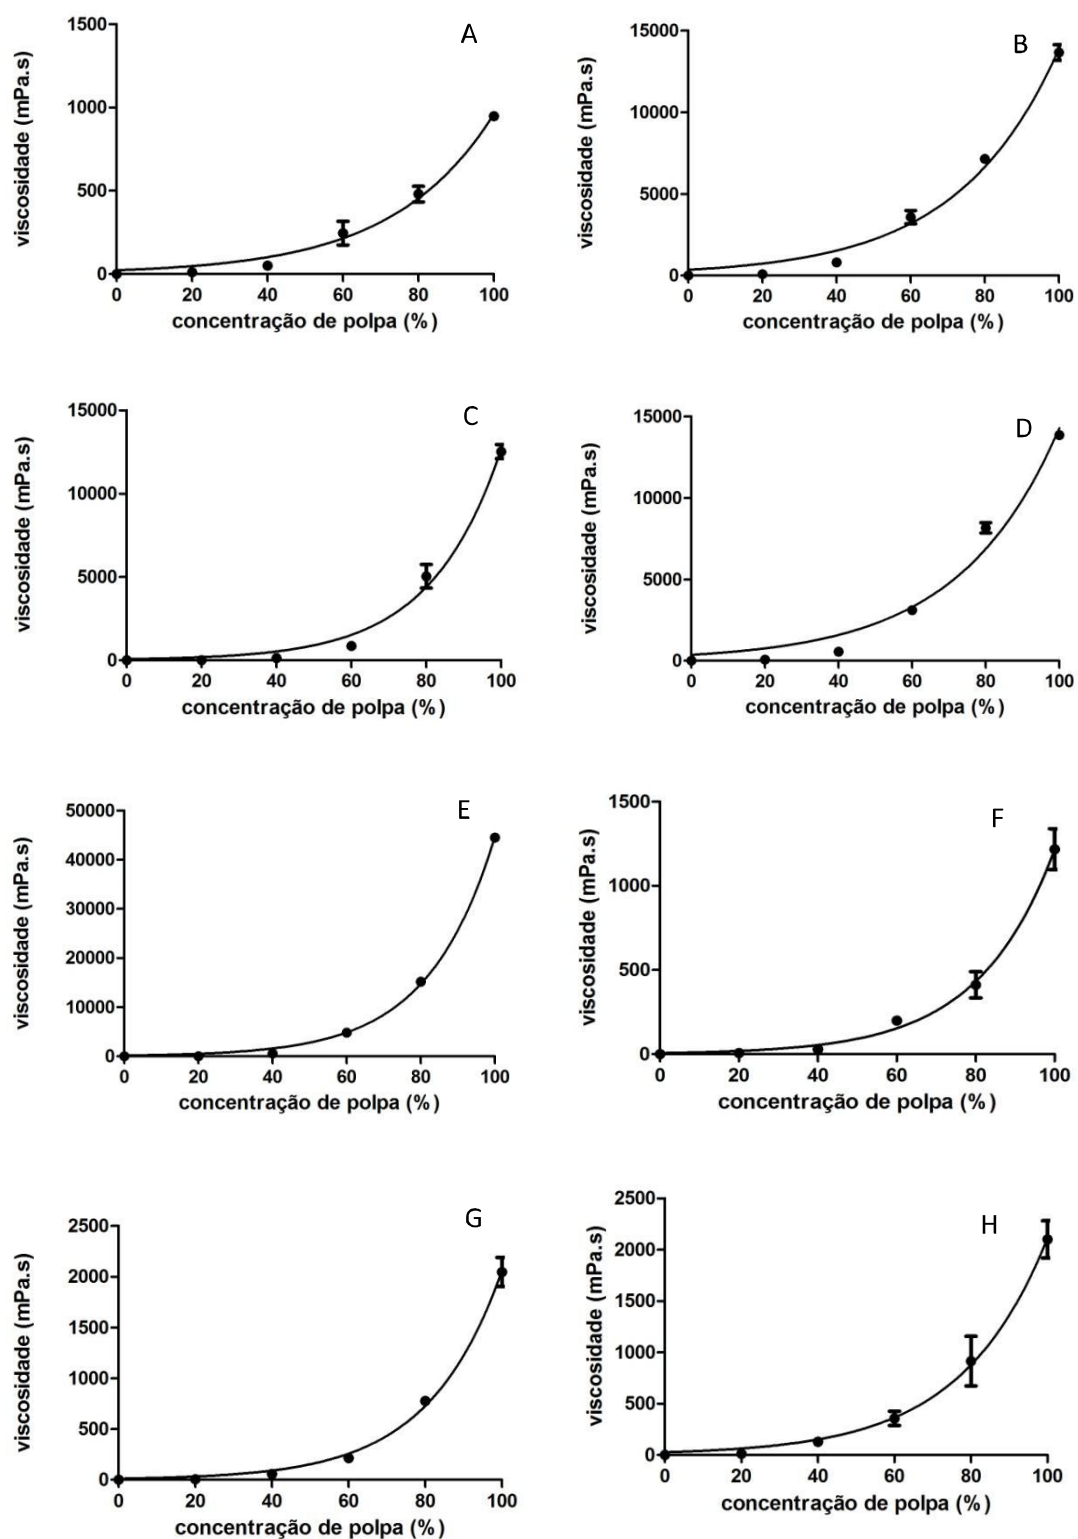 A
viscosidade (mPa.s)
1500
1000
500
0
0 20 40 60 80 100
concentração de polpa (%)
B
viscosidade (mPa.s)
15000
10000
5000
0
0 20 40 60 80 100
concentração de polpa (%)
C
viscosidade (mPa.s)
15000
10000
5000
0
0 20 40 60 80 100
concentração de polpa (%)
D
viscosidade (mPa.s)
15000
10000
5000
0
0 20 40 60 80 100
concentração de polpa (%)
E
viscosidade (mPa.s)
50000
40000
30000
20000
10000
0
0 20 40 60 80 100
concentração de polpa (%)
F
viscosidade (mPa.s)
1500
1000
500
0
0 20 40 60 80 100
concentração de polpa (%)
G
viscosidade (mPa.s)
2500
2000
1500
1000
500
0
0 20 40 60 80 100
concentração de polpa (%)
H
viscosidade (mPa.s)
2500
2000
1500
1000
500
0
0 20 40 60 80 100
concentração de polpa (%)